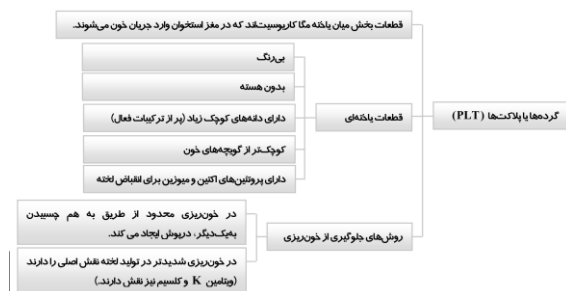 قطعات بخش میان یاخته مگا کاریوسیت‌اند که در مغز استخوان وارد جریان خون می‌شوند.
گرده‌ها یا پلاکت‌ها (PLT)
قطعات یاخته‌ای
بی‌رنگ
بدون هسته
دارای دانه‌های کوچک زیاد (پر از ترکیبات فعال)
کوچک‌تر از گویچه‌های خون
دارای پروتئین‌های اکتین و میوزین برای انقباض لخته
روش‌های جلوگیری از خون‌ریزی
در خون‌ریزی محدود از طریق به هم چسبیدن
به‌یک‌دیگر، درپوش ایجاد می کند.
در خون‌ریزی شدیدتر در تولید لخته نقش اصلی را دارند
(ویتامین K و کلسیم نیز نقش دارند.)